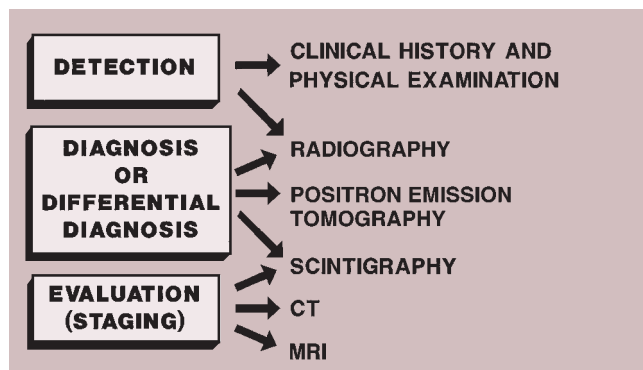 DETECTION
CLINICAL HISTORY AND
PHYSICAL EXAMINATION
DIAGNOSIS
OR
DIFFERENTIAL
DIAGNOSIS
RADIOGRAPHY
POSITRON EMISSION
TOMOGRAPHY
SCINTIGRAPHY
EVALUATION
(STAGING)
CT
MRI